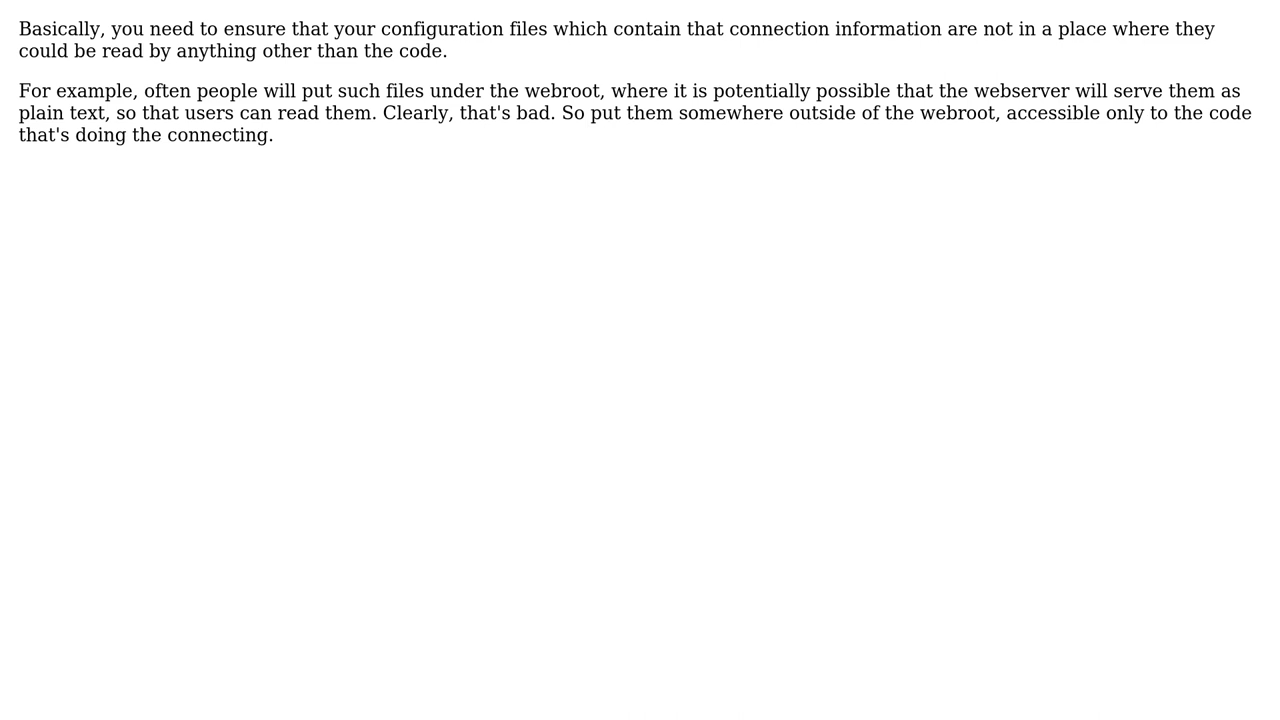 Basically, you need to ensure that your configuration files which contain that connection information are not in a place where they
could be read by anything other than the code.
For example, often people will put such files under the webroot, where it is potentially possible that the webserver will serve them as
plain text, so that users can read them. Clearly, that's bad. So put them somewhere outside of the webroot, accessible only to the code
that's doing the connecting.